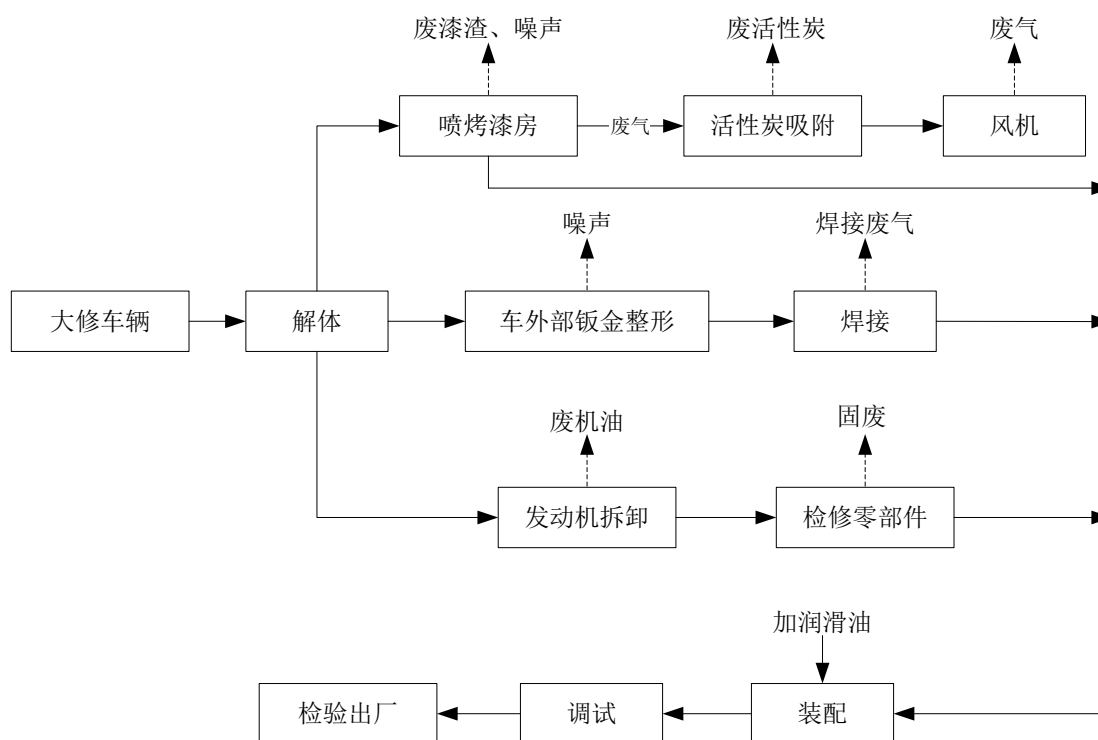 废漆渣、噪声
废活性炭
废气
喷烤漆房
废气
活性炭吸附
风机
噪声
焊接废气
大修车辆
解体
车外部钣金整形
焊接
废机油
固废
发动机拆卸
检修零部件
加润滑油
检验出厂
调试
装配